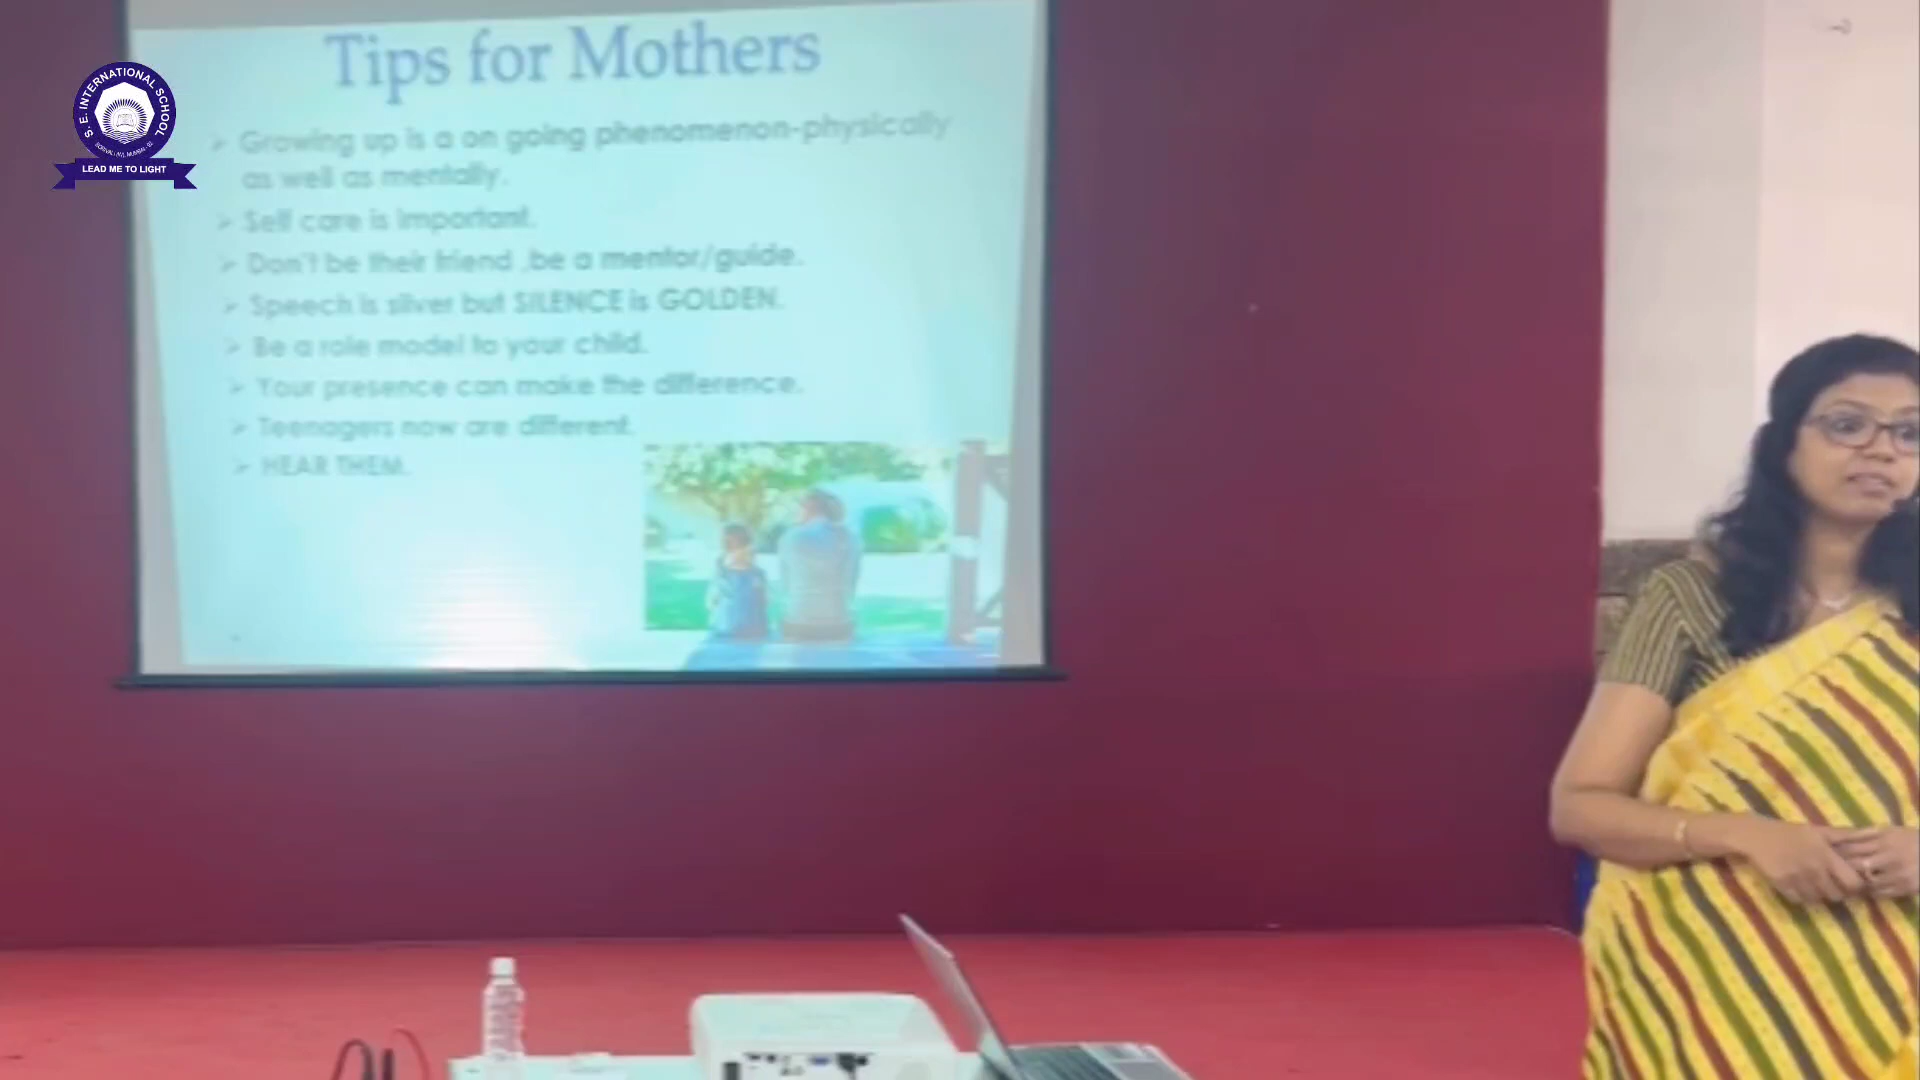 Tips for Mothers
S. E. INTERNATIONAL SCHOOL
LEAD ME TO LIGHT
Growing up is a on going phenomenon-physically
as well as mentally.
Self care is important.
Don't be their friend ,be a mentor/guide.
Speech is silver but SILENCE is GOLDEN.
Be a role model to your child.
Your presence can make the difference.
Teenagers now are different.
HEAR THEM.